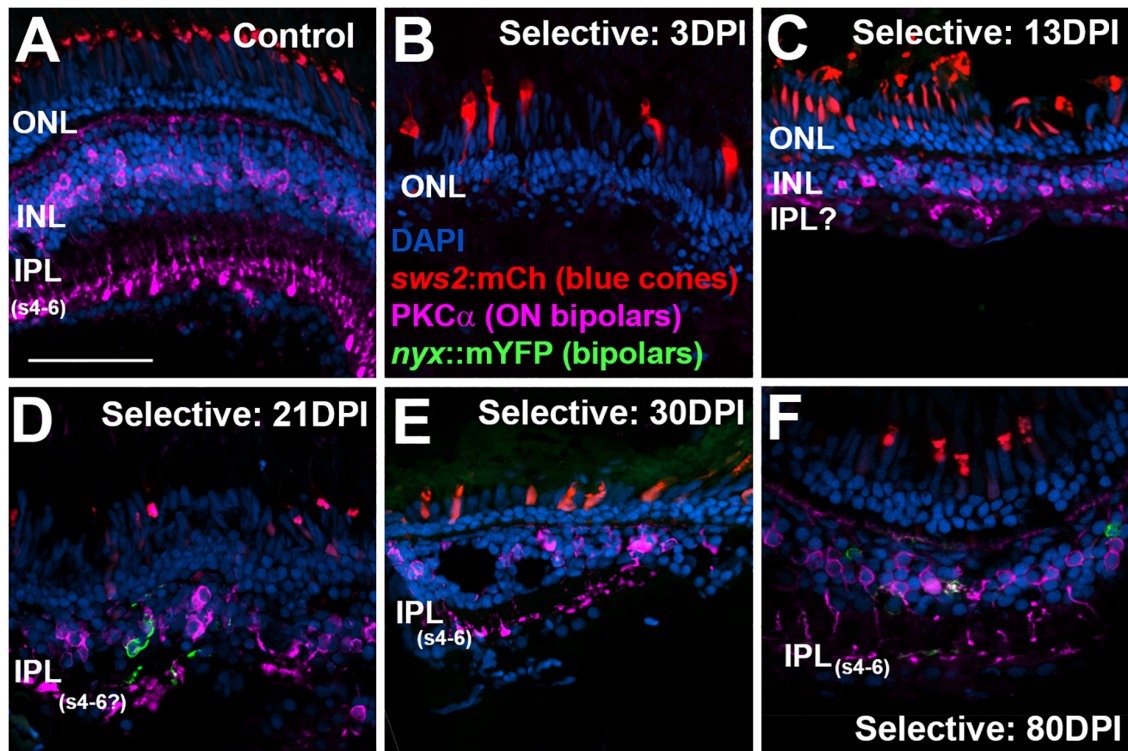 A
Control
ONL
INL
IPL
(s4-6)
B
Selective: 3DPI
ONL
DAPI
sws2:mCh (blue cones)
PKCα (ON bipolars)
nyx::mYFP (bipolars)
C
Selective: 13DPI
ONL
INL
IPL?
D
Selective: 21DPI
IPL
(s4-6?)
E
Selective: 30DPI
IPL
(s4-6)
F
IPL(s4-6)
Selective: 80DPI